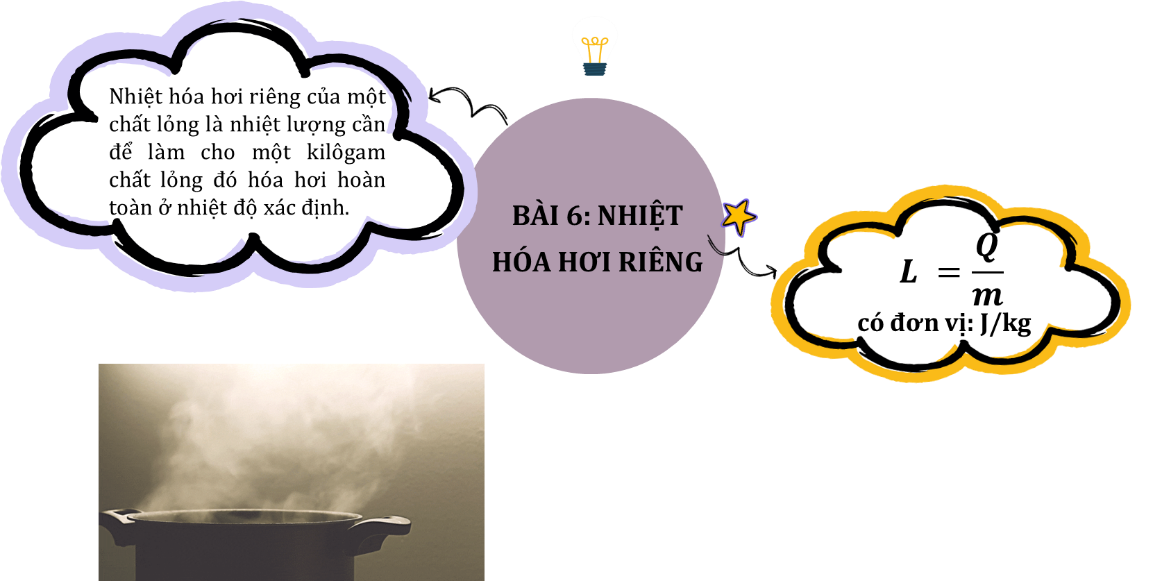 Nhiệt hóa hơi riêng của một
chất lỏng là nhiệt lượng cần
để làm cho một kilôgam
chất lỏng đó hóa hơi hoàn
toàn ở nhiệt độ xác định.
BÀI 6: NHIỆT
HÓA HƠI RIÊNG
L = Q/m
có đơn vị: J/kg